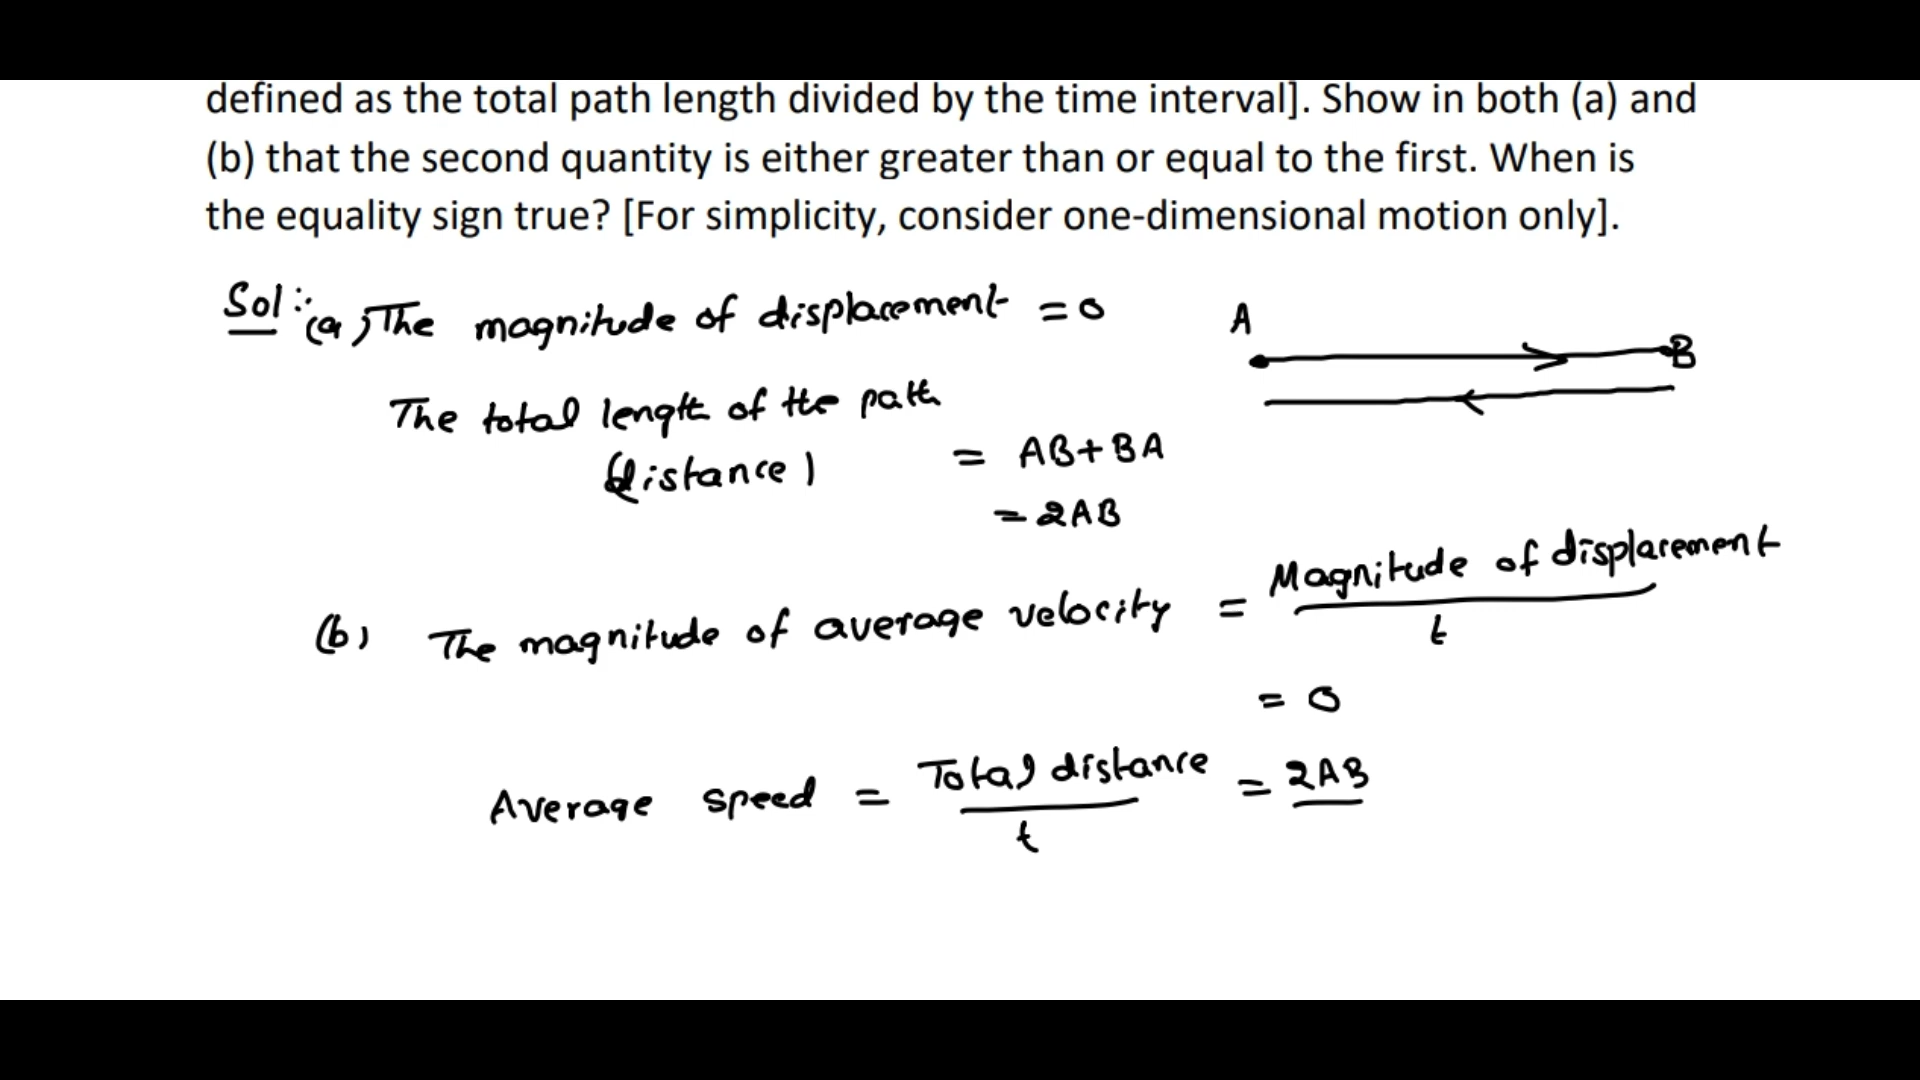 defined as the total path length divided by the time interval]. Show in both (a) and
(b) that the second quantity is either greater than or equal to the first. When is
the equality sign true? [For simplicity, consider one-dimensional motion only].
Sol:- (a) The magnitude of displacement = 0
A B
The total length of the path
(distance) = AB+BA
= 2AB
(b) The magnitude of average velocity = Magnitude of displacement
t
= 0
Average speed = Total distance = 2AB
t